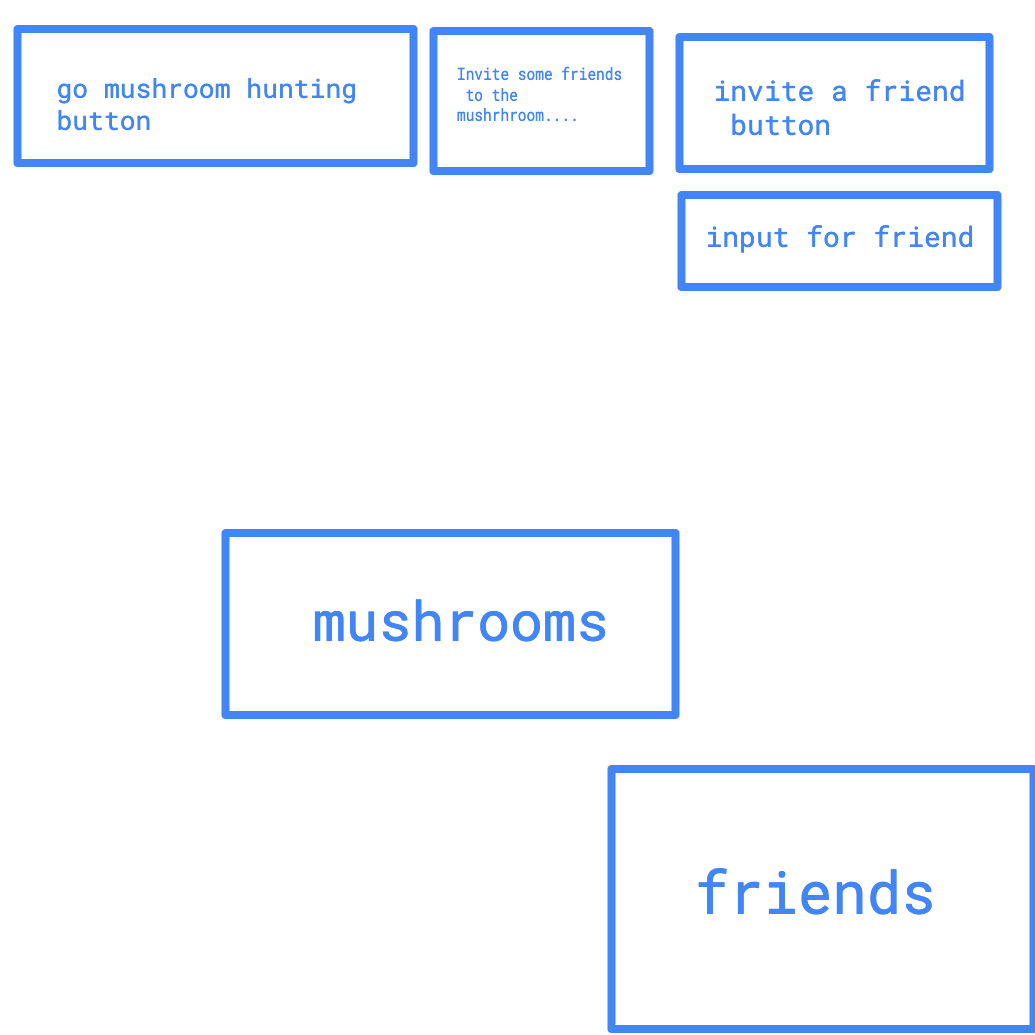 go mushroom hunting
button
Invite some friends
to the
mushrhroom....
invite a friend
button
input for friend
mushrooms
friends